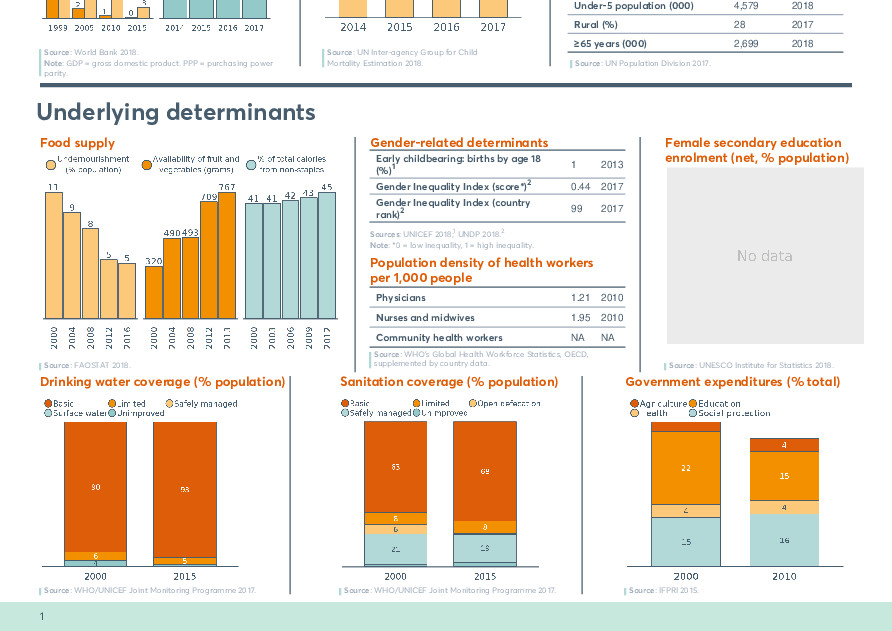 2 1 0 3
1999 2005 2010 2015
2014 2015 2016 2017
Source: World Bank 2018.
Note: GDP = gross domestic product. PPP = purchasing power
parity.
2014 2015 2016 2017
Source: UN Inter-agency Group for Child
Mortality Estimation 2018.
Under-5 population (000) 4,579 2018
Rural (%) 28 2017
≥65 years (000) 2,699 2018
Source: UN Population Division 2017.
Underlying determinants
Food supply
Undernourishment
(% population)
Availability of fruit and
vegetables (grams)
% of total calories
from non-staples
11 9 8 5 5
320 490 493 709 767
41 41 42 43 45
2000 2004 2008 2012 2016
2000 2004 2008 2012 2013
2000 2003 2006 2009 2012
Source: FAOSTAT 2018.
Gender-related determinants
Early childbearing: births by age 18
(%)1 1 2013
Gender Inequality Index (score*)2 0.44 2017
Gender Inequality Index (country
rank)2 99 2017
Sources: UNICEF 2018,1 UNDP 2018.2
Note: *0 = low inequality, 1 = high inequality.
Population density of health workers
per 1,000 people
Physicians 1.21 2010
Nurses and midwives 1.95 2010
Community health workers NA NA
Source: WHO's Global Health Workforce Statistics, OECD,
supplemented by country data.
Female secondary education
enrolment (net, % population)
No data
Source: UNESCO Institute for Statistics 2018.
Drinking water coverage (% population)
Basic Limited Safely managed
Surface water Unimproved
90 6
93 5
2000 2015
Source: WHO/UNICEF Joint Monitoring Programme 2017.
Sanitation coverage (% population)
Basic Limited Open defecation
Safely managed Unimproved
8 6 21
68 8
2000 2015
Source: WHO/UNICEF Joint Monitoring Programme 2017.
Government expenditures (% total)
Agriculture Education
Health Social protection
22 4 15
4 15 4 16
2000 2010
Source: IFPRI 2015.
1